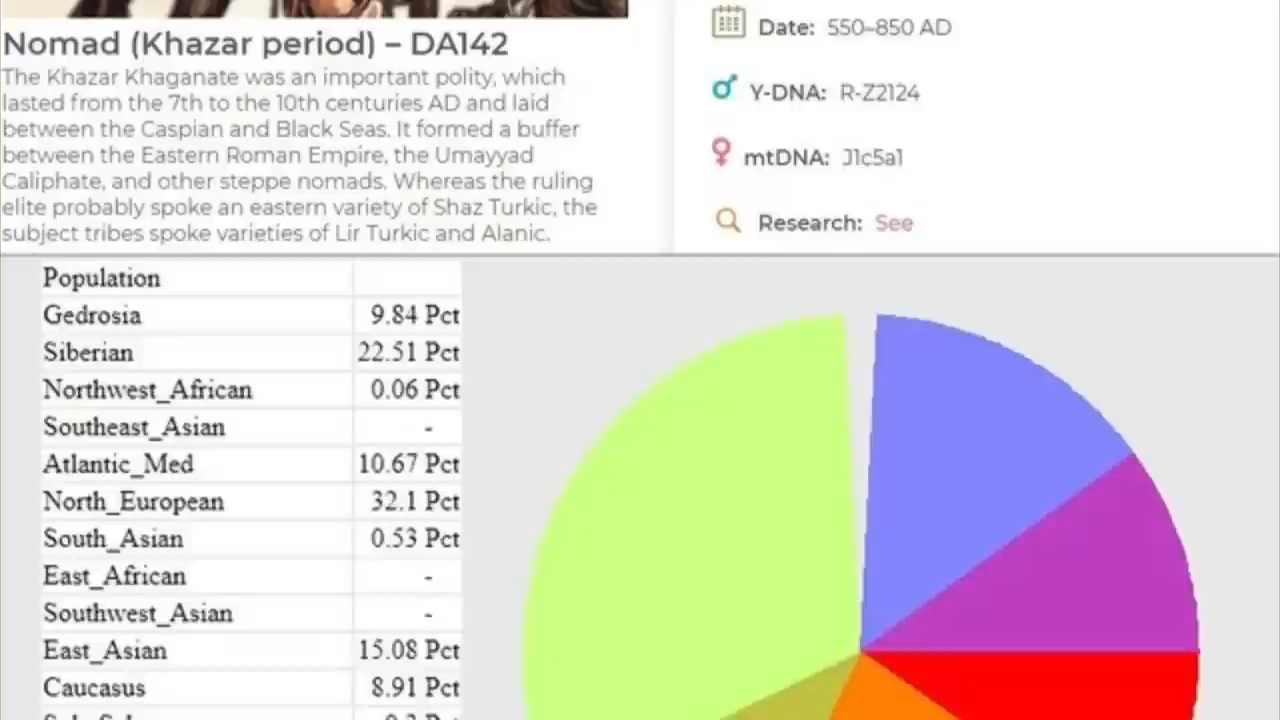 Nomad (Khazar period) – DA142
The Khazar Khaganate was an important polity, which
lasted from the 7th to the 10th centuries AD and laid
between the Caspian and Black Seas. It formed a buffer
between the Eastern Roman Empire, the Umayyad
Caliphate, and other steppe nomads. Whereas the ruling
elite probably spoke an eastern variety of Shaz Turkic, the
subject tribes spoke varieties of Lir Turkic and Alanic.
Date: 550–850 AD
Y-DNA: R-Z2124
mtDNA: J1c5a1
Research: See
Population
Gedrosia 9.84 Pct
Siberian 22.51 Pct
Northwest_African 0.06 Pct
Southeast_Asian -
Atlantic_Med 10.67 Pct
North_European 32.1 Pct
South_Asian 0.53 Pct
East_African -
Southwest_Asian -
East_Asian 15.08 Pct
Caucasus 8.91 Pct